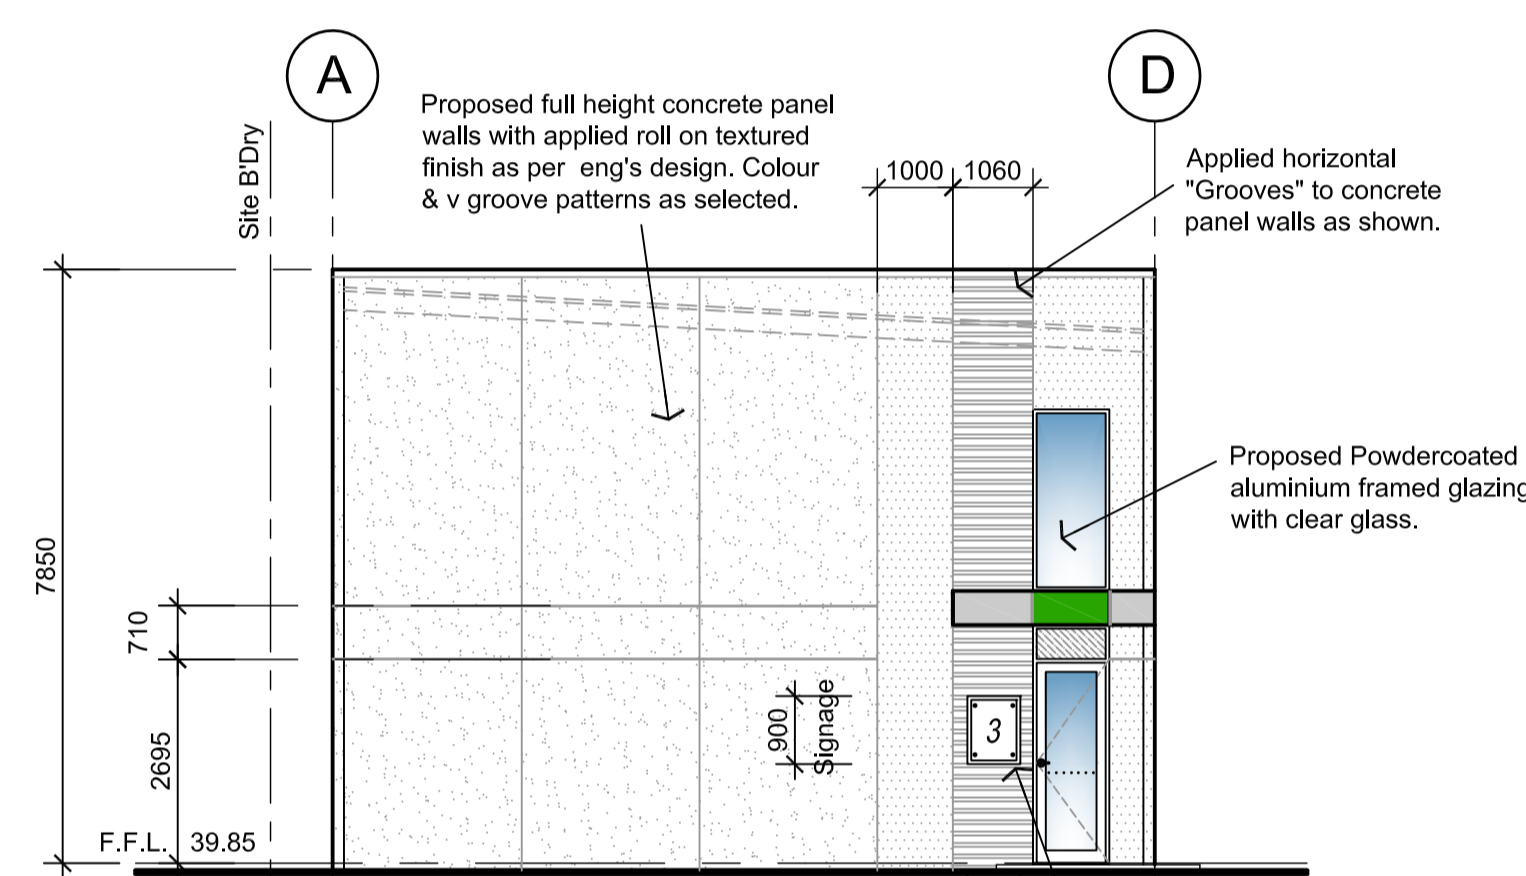 A
D
Proposed full height concrete panel
walls with applied roll on textured
finish as per eng's design. Colour
& v groove patterns as selected.
Site B'Dry
1000
1060
Applied horizontal
"Grooves" to concrete
panel walls as shown.
Proposed Powdercoated
aluminium framed glazing
with clear glass.
7850
710
2695
900
Signage
3
F.F.L. 39.85